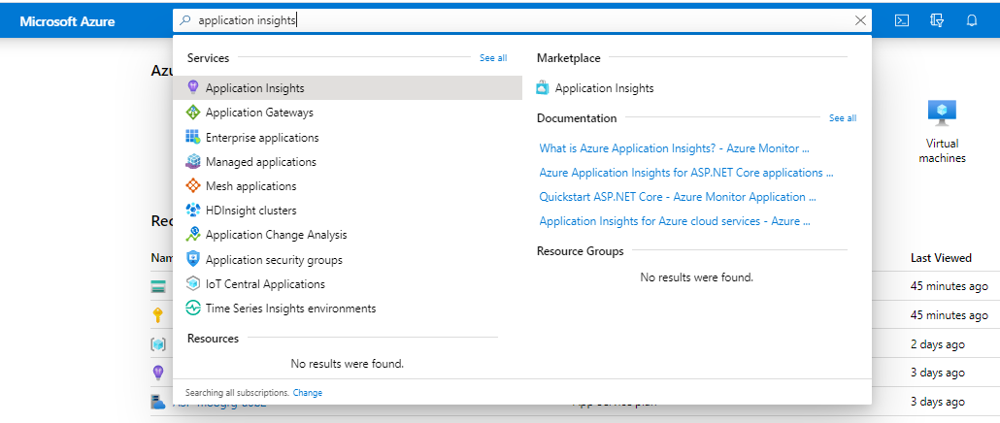 Microsoft Azure
application insights
Azu
Services
See all
Application Insights
Application Gateways
Enterprise applications
Managed applications
Mesh applications
HDInsight clusters
Application Change Analysis
Application security groups
IoT Central Applications
Time Series Insights environments
Resources
No results were found.
Searching all subscriptions. Change
Marketplace
Application Insights
Documentation
See all
What is Azure Application Insights? - Azure Monitor ...
Azure Application Insights for ASP.NET Core applications ...
Quickstart ASP.NET Core - Azure Monitor Application ...
Application Insights for Azure cloud services - Azure ...
Resource Groups
No results were found.
Virtual
machines
Rec
Nam
Last Viewed
45 minutes ago
45 minutes ago
2 days ago
3 days ago
3 days ago